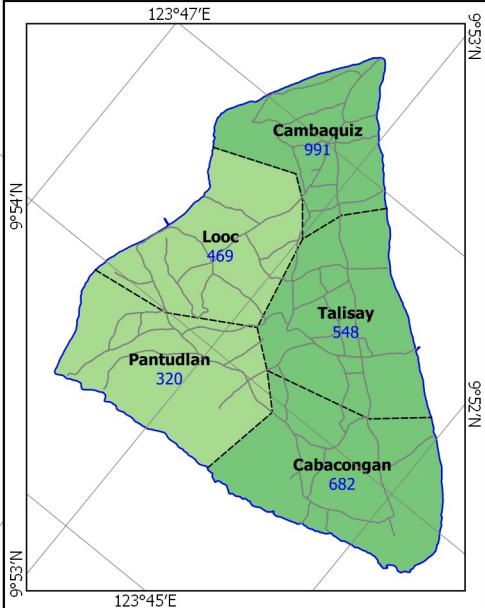 123°47'E
9°53'N
Cambaquiz
991
9°54'N
Looc
469
Talisay
548
Pantudlan
320
9°52'N
Cabacongan
682
9°53'N
123°45'E